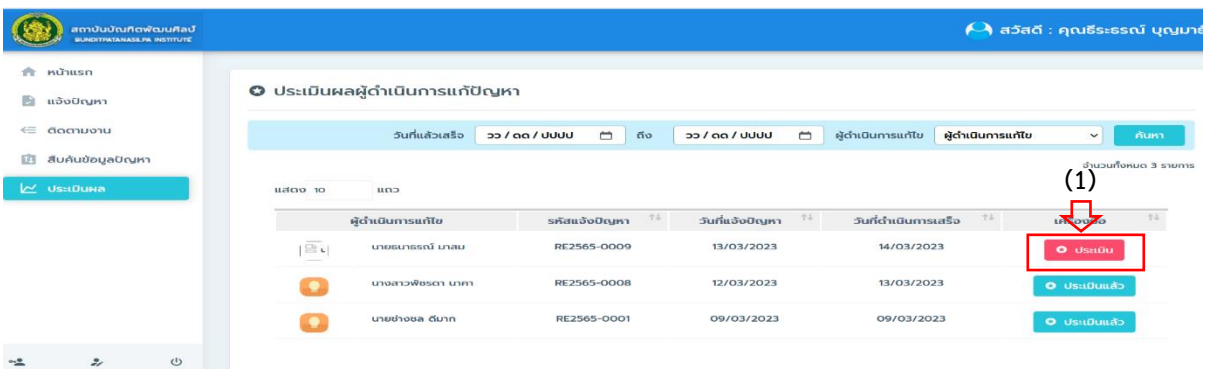 สถาบันบัณฑิตพัฒนศิลป์
BUNDITPATANASILPA INSTITUTE
สวัสดี : คุณธีระธรณ์ บุญมาธ์
หน้าแรก
แจ้งปัญหา
ติดตามงาน
สืบค้นข้อมูลปัญหา
ประเมินผล
ประเมินผลผู้ดำเนินการแก้ปัญหา
วันที่แล้วเสร็จ วว / ดด / ปปปป ถึง วว / ดด / ปปปป ผู้ดำเนินการแก้ไข ผู้ดำเนินการแก้ไข ค้นหา
จำนวนทั้งหมด 3 รายการ
(1)
แสดง 10 แถว
ผู้ดำเนินการแก้ไข รหัสแจ้งปัญหา วันที่แจ้งปัญหา วันที่ดำเนินการเสร็จ เครื่องมือ
นายธนาธรณ์ มาสม RE2565-0009 13/03/2023 14/03/2023 ประเมิน
นางสาวพัชรดา นาคา RE2565-0008 12/03/2023 13/03/2023 ประเมินแล้ว
นายช่างชล ดีมาก RE2565-0001 09/03/2023 09/03/2023 ประเมินแล้ว